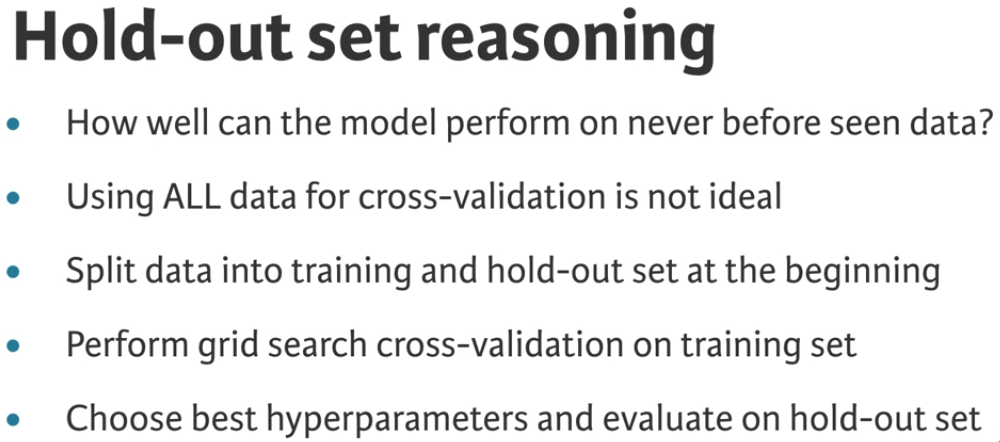 Hold-out set reasoning
• How well can the model perform on never before seen data?
• Using ALL data for cross-validation is not ideal
• Split data into training and hold-out set at the beginning
• Perform grid search cross-validation on training set
• Choose best hyperparameters and evaluate on hold-out set